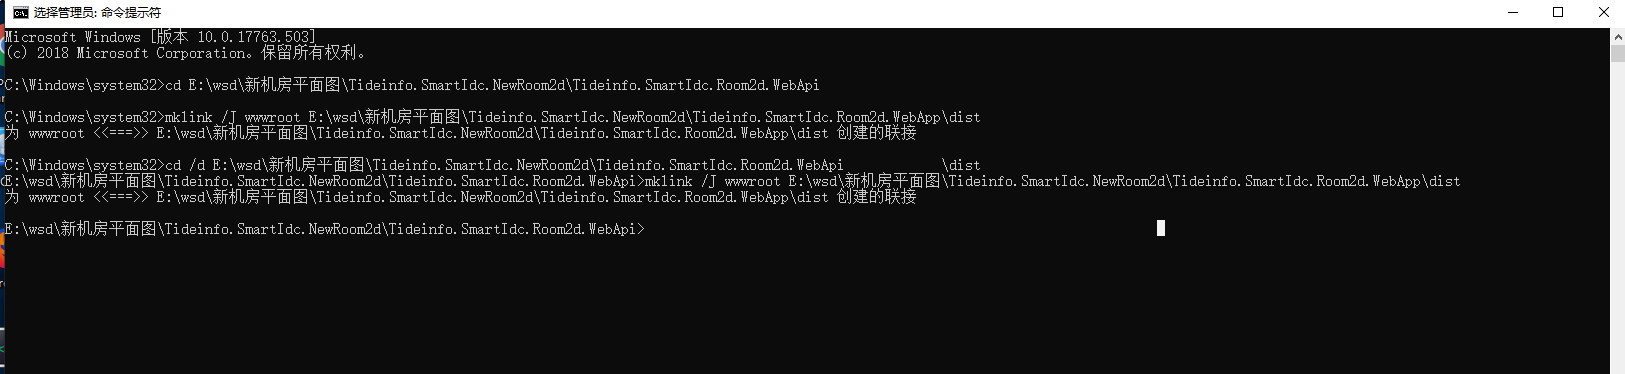 选择管理员: 命令提示符
Microsoft Windows [版本 10.0.17763.503]
(c) 2018 Microsoft Corporation。保留所有权利。
C:\Windows\system32>cd E:\wsd\新机房平面图\Tideinfo.SmartIdc.NewRoom2d\Tideinfo.SmartIdc.Room2d.WebApi
C:\Windows\system32>mklink /J wwwroot E:\wsd\新机房平面图\Tideinfo.SmartIdc.NewRoom2d\Tideinfo.SmartIdc.Room2d.WebApp\dist
为 wwwroot <<===>> E:\wsd\新机房平面图\Tideinfo.SmartIdc.NewRoom2d\Tideinfo.SmartIdc.Room2d.WebApp\dist 创建的联接
C:\Windows\system32>cd /d E:\wsd\新机房平面图\Tideinfo.SmartIdc.NewRoom2d\Tideinfo.SmartIdc.Room2d.WebApi \dist
E:\wsd\新机房平面图\Tideinfo.SmartIdc.NewRoom2d\Tideinfo.SmartIdc.Room2d.WebApi>mklink /J wwwroot E:\wsd\新机房平面图\Tideinfo.SmartIdc.NewRoom2d\Tideinfo.SmartIdc.Room2d.WebApp\dist
为 wwwroot <<===>> E:\wsd\新机房平面图\Tideinfo.SmartIdc.NewRoom2d\Tideinfo.SmartIdc.Room2d.WebApp\dist 创建的联接
E:\wsd\新机房平面图\Tideinfo.SmartIdc.NewRoom2d\Tideinfo.SmartIdc.Room2d.WebApi>